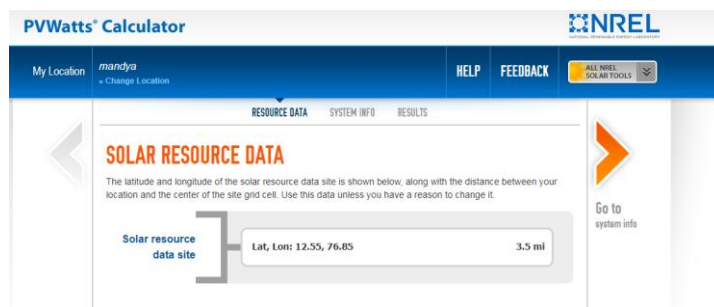 PVWatts® Calculator
NREL
NATIONAL RENEWABLE ENERGY LABORATORY
My Location
mandya
» Change Location
HELP
FEEDBACK
ALL NREL
SOLAR TOOLS
RESOURCE DATA
SYSTEM INFO
RESULTS
SOLAR RESOURCE DATA
The latitude and longitude of the solar resource data site is shown below, along with the distance between your
location and the center of the site grid cell. Use this data unless you have a reason to change it.
Go to
system info
Solar resource
data site
Lat, Lon: 12.55, 76.85
3.5 mi